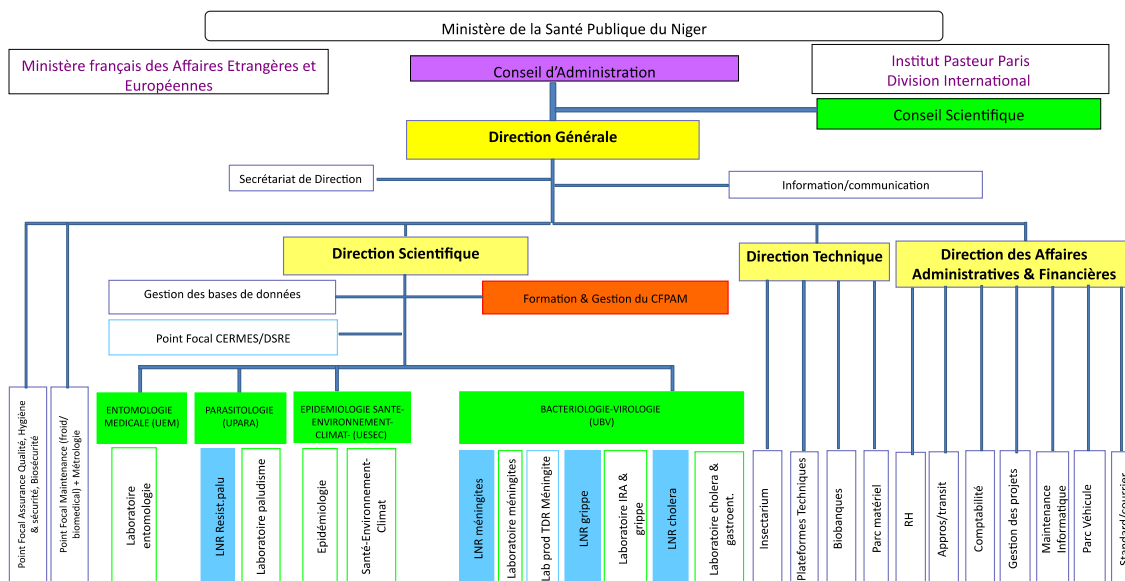 Ministère de la Santé Publique du Niger
Ministère français des Affaires Etrangères et
Européennes
Conseil d’Administration
Institut Pasteur Paris
Division International
Conseil Scientifique
Direction Générale
Secrétariat de Direction
Information/communication
Direction Scientifique
Direction Technique
Direction des Affaires
Administratives & Financières
Gestion des bases de données
Formation & Gestion du CFPAM
Point Focal CERMES/DSRE
Point Focal Assurance Qualité, Hygiène
& sécurité, Biosécurité
Point Focal Maintenance (froid/
biomedical) + Métrologie
ENTOMOLOGIE
MEDICALE (UEM)
PARASITOLOGIE
(UPARA)
EPIDEMIOLOGIE SANTE-
ENVIRONNEMENT-
CLIMAT- (UESEC)
BACTERIOLOGIE-VIROLOGIE
(UBV)
Laboratoire
entomologie
LNR Resist.palu
Laboratoire paludisme
Epidémiologie
Santé-Environnement-
Climat
LNR méningites
Laboratoire méningites
Lab prod TDR Méningite
LNR grippe
Laboratoire IRA &
grippe
LNR cholera
Laboratoire cholera &
gastroent.
Insectarium
Plateformes Techniques
Biobanques
Parc matériel
RH
Appros/transit
Comptabilité
Gestion des projets
Maintenance
Informatique
Parc Véhicule
Standard/courrier